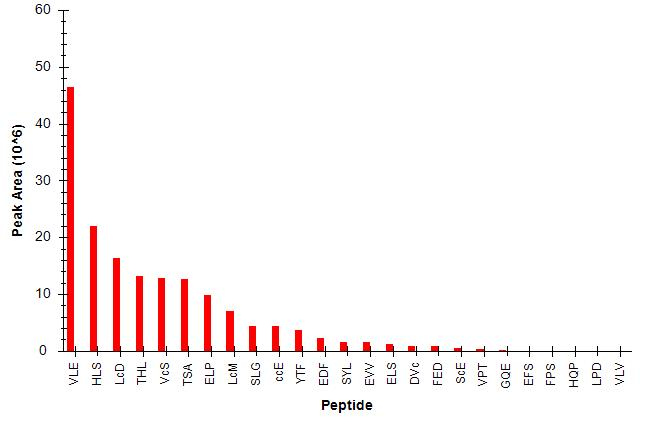 60
50
40
30
20
10
0
Peak Area (10^6)
VLE HLS LcD THL VcS TSA ELP LcM SLG ccE YTF EDF SYL EVV ELS DVc FED ScE VPT GQE EFS FPS HQP LPD VLV
Peptide